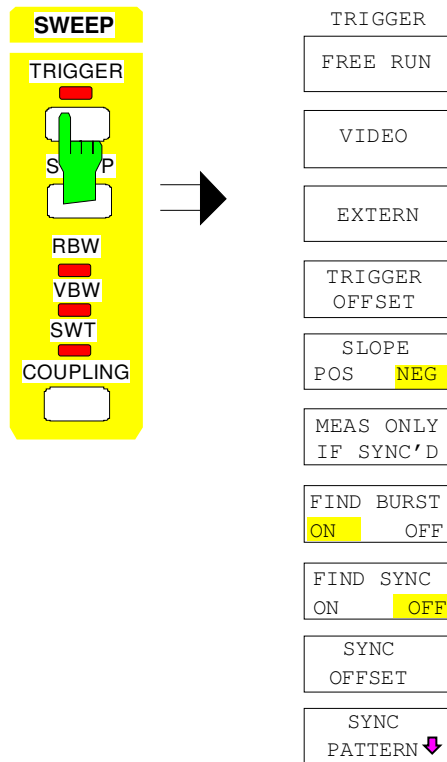 SWEEP
TRIGGER
RBW
VBW
SWT
COUPLING
TRIGGER
FREE RUN
VIDEO
EXTERN
TRIGGER
OFFSET
SLOPE
POS NEG
MEAS ONLY
IF SYNC'D
FIND BURST
ON OFF
FIND SYNC
ON OFF
SYNC
OFFSET
SYNC
PATTERN